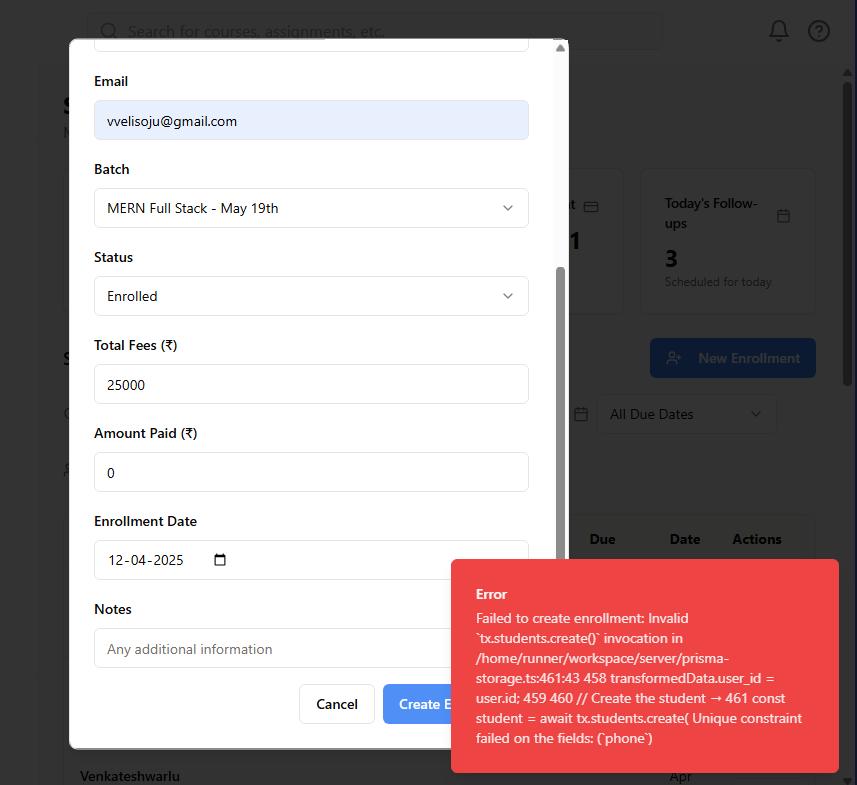 Search for courses, assignments, etc.
Email
vvelisoju@gmail.com
Batch
MERN Full Stack - May 19th
Today's Follow-
ups
1
3
Scheduled for today
Status
Enrolled
Total Fees (₹)
25000
New Enrollment
All Due Dates
Amount Paid (₹)
0
Enrollment Date
12-04-2025
Due
Date
Actions
Notes
Any additional information
Cancel
Create E
Error
Failed to create enrollment: Invalid
`tx.students.create()` invocation in
/home/runner/workspace/server/prisma-
storage.ts:461:43 458 transformedData.user_id =
user.id; 459 460 // Create the student → 461 const
student = await tx.students.create( Unique constraint
failed on the fields: (`phone`)
Venkateshwarlu
Apr